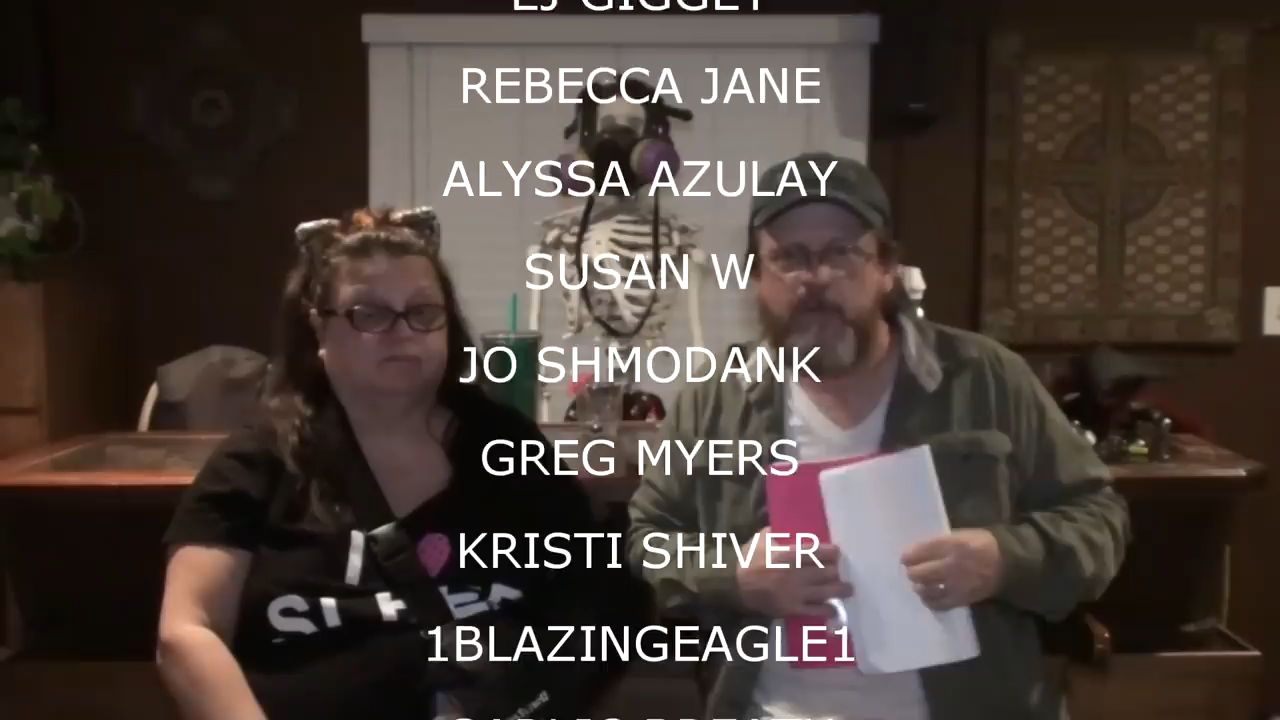 REBECCA JANE
ALYSSA AZULAY
SUSAN W
JO SHMODANK
GREG MYERS
KRISTI SHIVER
1BLAZINGEAGLE1
I